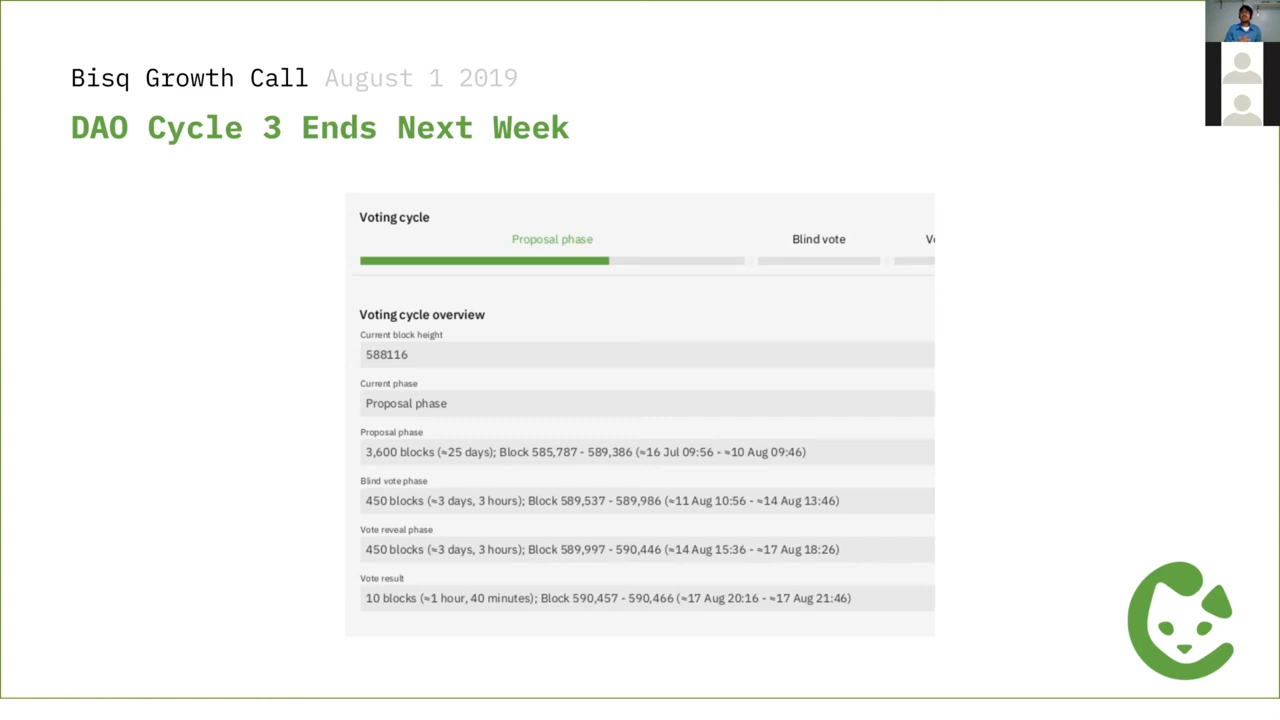 Bisq Growth Call August 1 2019
DAO Cycle 3 Ends Next Week
Voting cycle
Proposal phase Blind vote
Voting cycle overview
Current block height
588116
Current phase
Proposal phase
Proposal phase
3,600 blocks (≈25 days); Block 585,787 - 589,386 (≈16 Jul 09:56 - ≈10 Aug 09:46)
Blind vote phase
450 blocks (≈3 days, 3 hours); Block 589,537 - 589,986 (≈11 Aug 10:56 - ≈14 Aug 13:46)
Vote reveal phase
450 blocks (≈3 days, 3 hours); Block 589,997 - 590,446 (≈14 Aug 15:36 - ≈17 Aug 18:26)
Vote result
10 blocks (≈1 hour, 40 minutes); Block 590,457 - 590,466 (≈17 Aug 20:16 - ≈17 Aug 21:46)